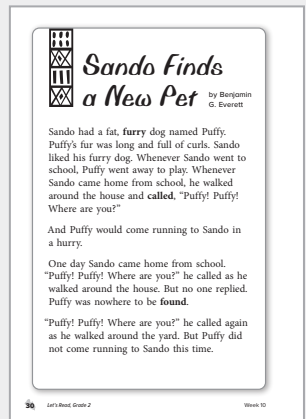 Sando Finds
a New Pet
by Benjamin
G. Everett
Sando had a fat, furry dog named Puffy.
Puffy's fur was long and full of curls. Sando
liked his furry dog. Whenever Sando went to
school, Puffy went away to play. Whenever
Sando came home from school, he walked
around the house and called, "Puffy! Puffy!
Where are you?"
And Puffy would come running to Sando in
a hurry.
One day Sando came home from school.
"Puffy! Puffy! Where are you?" he called as he
walked around the house. But no one replied.
Puffy was nowhere to be found.
"Puffy! Puffy! Where are you?" he called again
as he walked around the yard. But Puffy did
not come running to Sando this time.
30 Let's Read, Grade 2 Week 10